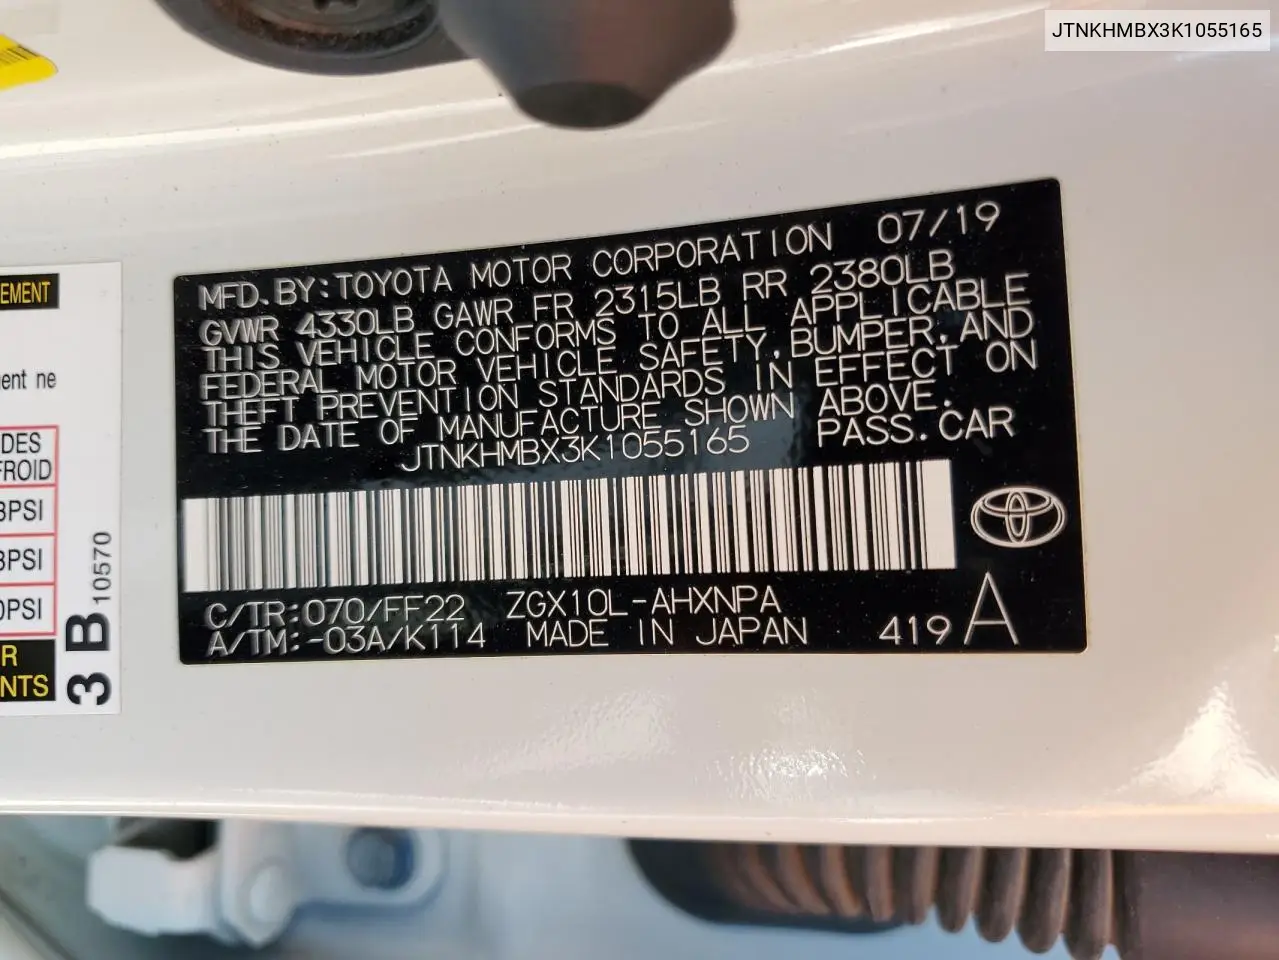 JTNKHMBX3K1055165
EMENT
ent ne
DES
FROID
PSI
PSI
PSI
R
NTS
3 B 10570
MFD. BY: TOYOTA MOTOR CORPORATION 07/19
GVWR 4330LB GAWR FR 2315LB RR 2380LB
THIS VEHICLE CONFORMS TO ALL APPLICABLE
FEDERAL MOTOR VEHICLE SAFETY, BUMPER, AND
THEFT PREVENTION STANDARDS IN EFFECT ON
THE DATE OF MANUFACTURE SHOWN ABOVE.
JTNKHMBX3K1055165 PASS. CAR
C/TR: 070/FF22 ZGX10L-AHXNPA
A/TM: -03A/K114 MADE IN JAPAN 419 A